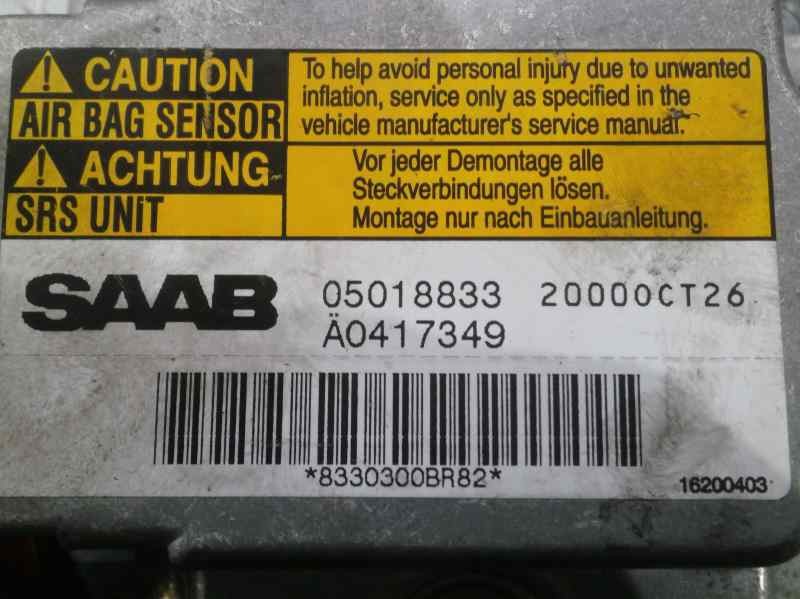 CAUTION
AIR BAG SENSOR
To help avoid personal injury due to unwanted
inflation, service only as specified in the
vehicle manufacturer's service manual.
ACHTUNG
SRS UNiT
Vor jeder Demontage alle
Steckverbindungen lösen.
Montage nur nach Einbauanleitung.
SAAB 05018833 20000CT26
Ä0417349
*8330300BR82*
16200403